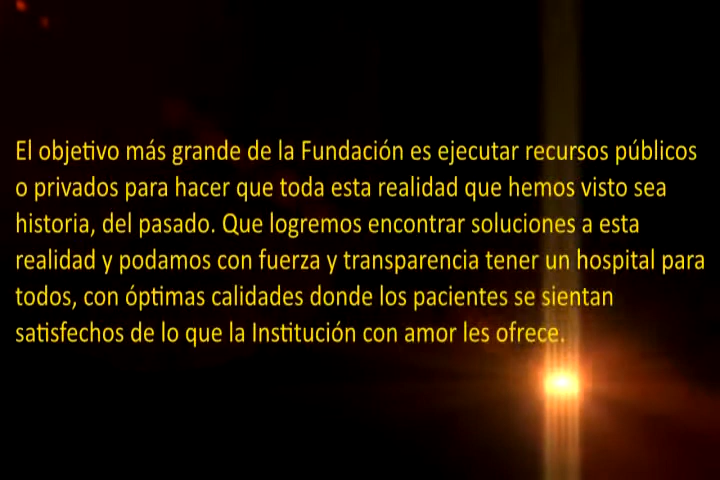 El objetivo más grande de la Fundación es ejecutar recursos públicos
o privados para hacer que toda esta realidad que hemos visto sea
historia, del pasado. Que logremos encontrar soluciones a esta
realidad y podamos con fuerza y transparencia tener un hospital para
todos, con óptimas calidades donde los pacientes se sientan
satisfechos de lo que la Institución con amor les ofrece.